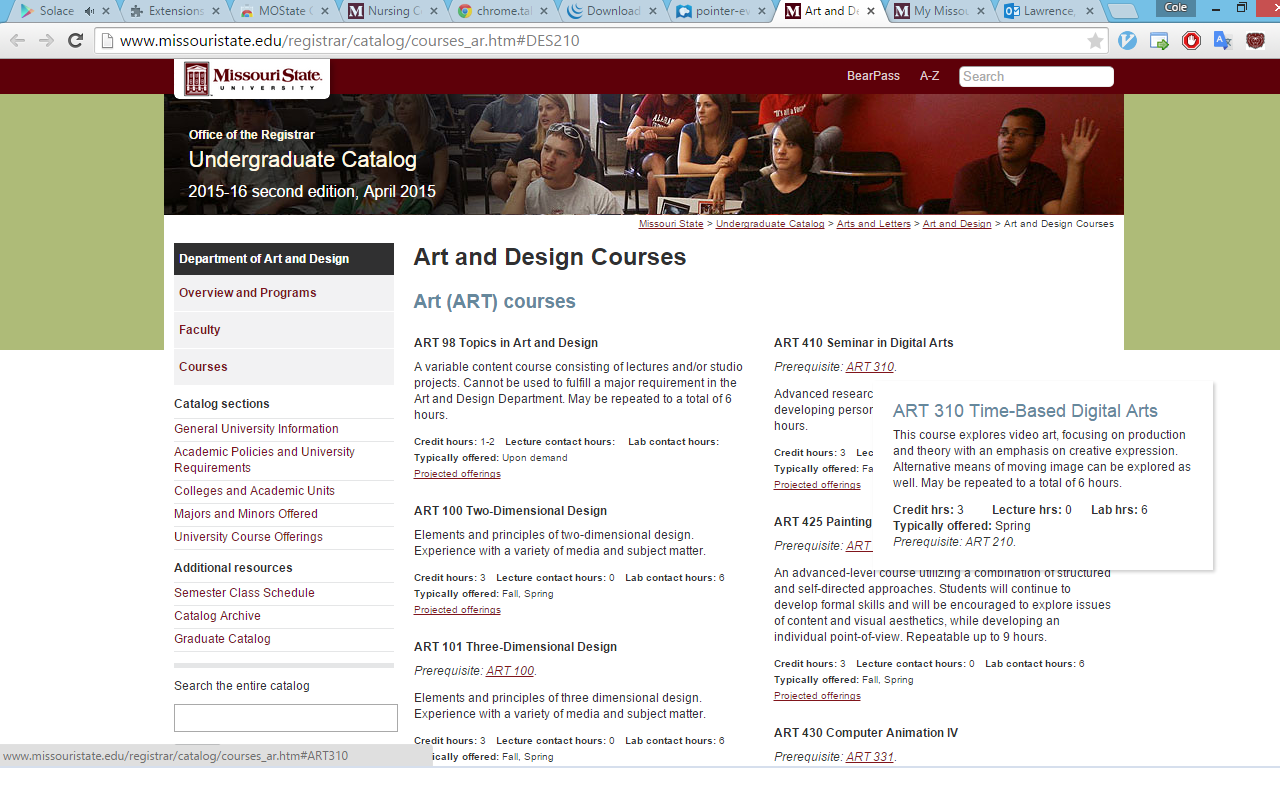 Solace
Extensions
MOState
Nursing C
chrome.tal
Download
pointer-ev
Art and De
My Missou
Lawrence,
Cole
www.missouristate.edu/registrar/catalog/courses_ar.htm#DES210
Missouri State
UNIVERSITY
BearPass
A-Z
Search
Office of the Registrar
Undergraduate Catalog
2015-16 second edition, April 2015
Missouri State > Undergraduate Catalog > Arts and Letters > Art and Design > Art and Design Courses
Department of Art and Design
Overview and Programs
Faculty
Courses
Catalog sections
General University Information
Academic Policies and University
Requirements
Colleges and Academic Units
Majors and Minors Offered
University Course Offerings
Additional resources
Semester Class Schedule
Catalog Archive
Graduate Catalog
Search the entire catalog
Art and Design Courses
Art (ART) courses
ART 98 Topics in Art and Design
A variable content course consisting of lectures and/or studio
projects. Cannot be used to fulfill a major requirement in the
Art and Design Department. May be repeated to a total of 6
hours.
Credit hours: 1-2 Lecture contact hours: Lab contact hours:
Typically offered: Upon demand
Projected offerings
ART 100 Two-Dimensional Design
Elements and principles of two-dimensional design.
Experience with a variety of media and subject matter.
Credit hours: 3 Lecture contact hours: 0 Lab contact hours: 6
Typically offered: Fall, Spring
Projected offerings
ART 101 Three-Dimensional Design
Prerequisite: ART 100.
Elements and principles of three dimensional design.
Experience with a variety of media and subject matter.
Credit hours: 3 Lecture contact hours: 0 Lab contact hours: 6
ically offered: Fall, Spring
ART 410 Seminar in Digital Arts
Prerequisite: ART 310.
Advanced researc
developing person
hours.
Credit hours: 3 Lec
Typically offered: Fa
Projected offerings
ART 310 Time-Based Digital Arts
This course explores video art, focusing on production
and theory with an emphasis on creative expression.
Alternative means of moving image can be explored as
well. May be repeated to a total of 6 hours.
Credit hrs: 3 Lecture hrs: 0 Lab hrs: 6
Typically offered: Spring
Prerequisite: ART 210.
ART 425 Painting
Prerequisite: ART
An advanced-level course utilizing a combination of structured
and self-directed approaches. Students will continue to
develop formal skills and will be encouraged to explore issues
of content and visual aesthetics, while developing an
individual point-of-view. Repeatable up to 9 hours.
Credit hours: 3 Lecture contact hours: 0 Lab contact hours: 6
Typically offered: Fall, Spring
Projected offerings
ART 430 Computer Animation IV
Prerequisite: ART 331.
www.missouristate.edu/registrar/catalog/courses_ar.htm#ART310